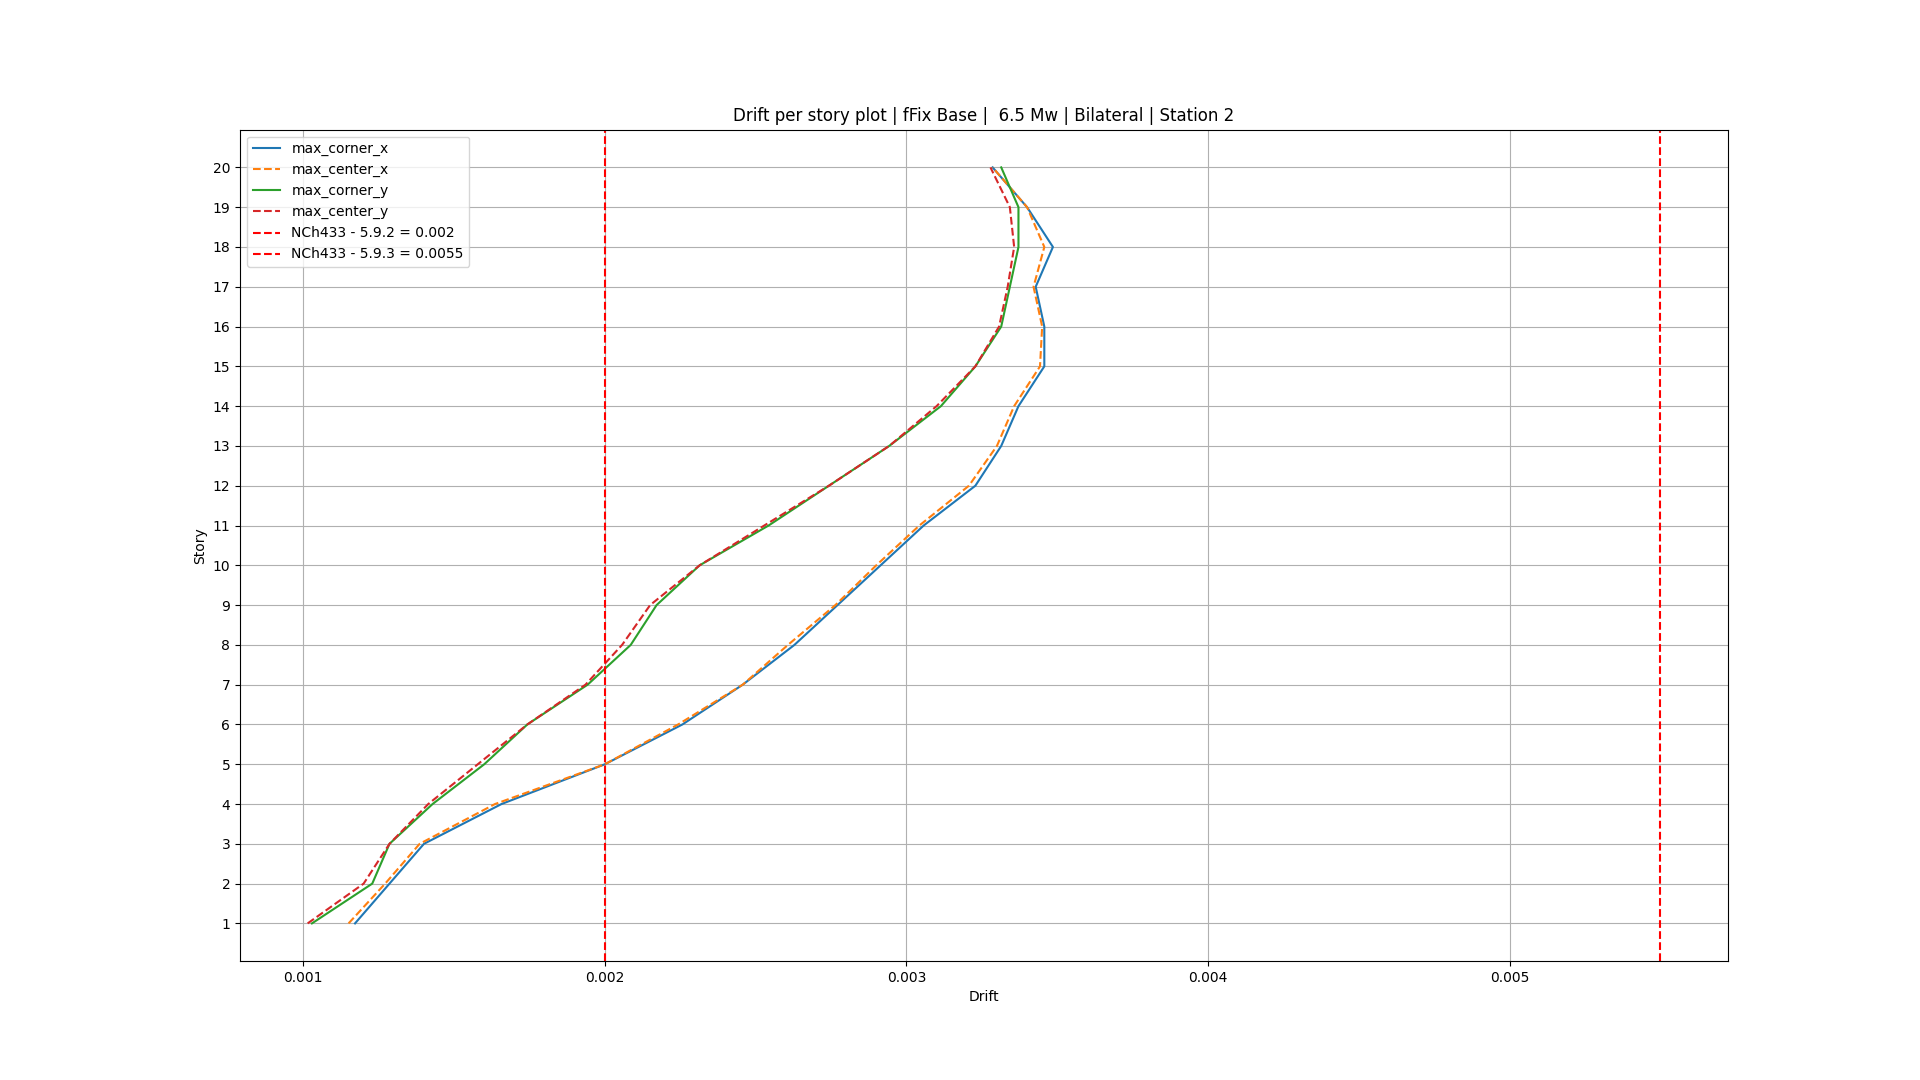 Drift per story plot | fFix Base |  6.5 Mw | Bilateral | Station 2
max_corner_x
max_center_x
max_corner_y
max_center_y
NCh433 - 5.9.2 = 0.002
NCh433 - 5.9.3 = 0.0055
20
19
18
17
16
15
14
13
12
11
10
9
8
7
6
5
4
3
2
1
Story
0.001
0.002
0.003
0.004
0.005
Drift